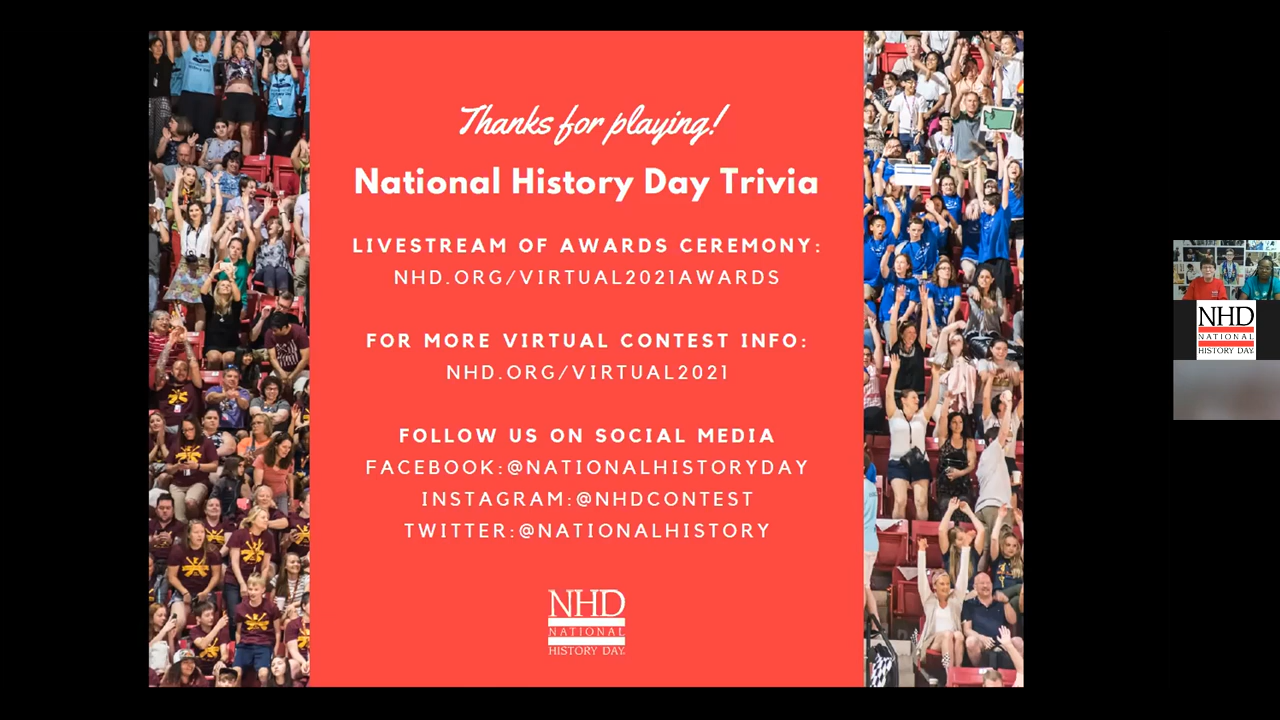 Thanks for playing!
National History Day Trivia
LIVESTREAM OF AWARDS CEREMONY:
NHD.ORG/VIRTUAL2021AWARDS
FOR MORE VIRTUAL CONTEST INFO:
NHD.ORG/VIRTUAL2021
FOLLOW US ON SOCIAL MEDIA
FACEBOOK:@NATIONALHISTORYDAY
INSTAGRAM:@NHDCONTEST
TWITTER:@NATIONALHISTORY
NHD
NATIONAL
HISTORY DAY
NHD
NATIONAL
HISTORY DAY